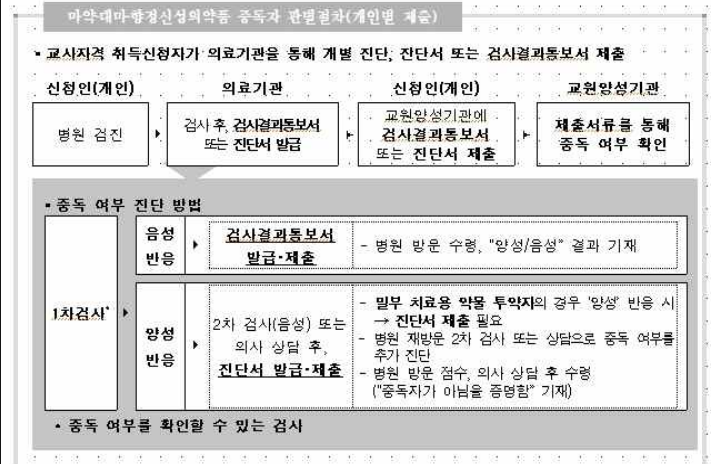 마약·대마·향정신성의약품 중독자 판별절차(개인별 제출)
▪ 교사자격 취득신청자가 의료기관을 통해 개별 진단, 진단서 또는 검사결과통보서 제출
신청인(개인) 의료기관 신청인(개인) 교원양성기관
병원 검진
검사 후, 검사결과통보서
또는 진단서 발급
교원양성기관에
검사결과통보서
또는 진단서 제출
제출서류를 통해
중독 여부 확인
▪ 중독 여부 진단 방법
1차검사*
음성
반응
검사결과통보서
발급·제출
- 병원 방문 수령, "양성/음성" 결과 기재
양성
반응
2차 검사(음성) 또는
의사 상담 후,
진단서 발급·제출
- 일부 치료용 약물 투약자의 경우 '양성' 반응 시
→ 진단서 제출 필요
- 병원 재방문 2차 검사 또는 상담으로 중독 여부를
추가 진단
- 병원 방문 접수, 의사 상담 후 수령
("중독자가 아님을 증명함" 기재)
* 중독 여부를 확인할 수 있는 검사